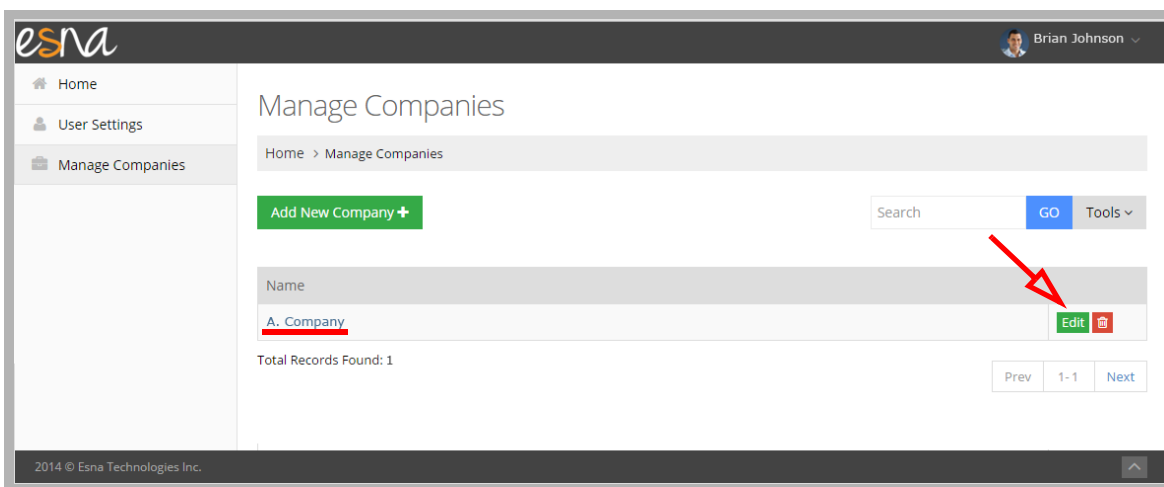 esna
Brian Johnson
Home
User Settings
Manage Companies
Manage Companies
Home > Manage Companies
Add New Company +
Search GO Tools
Name
A. Company Edit
Total Records Found: 1
Prev 1-1 Next
2014 © Esna Technologies Inc.